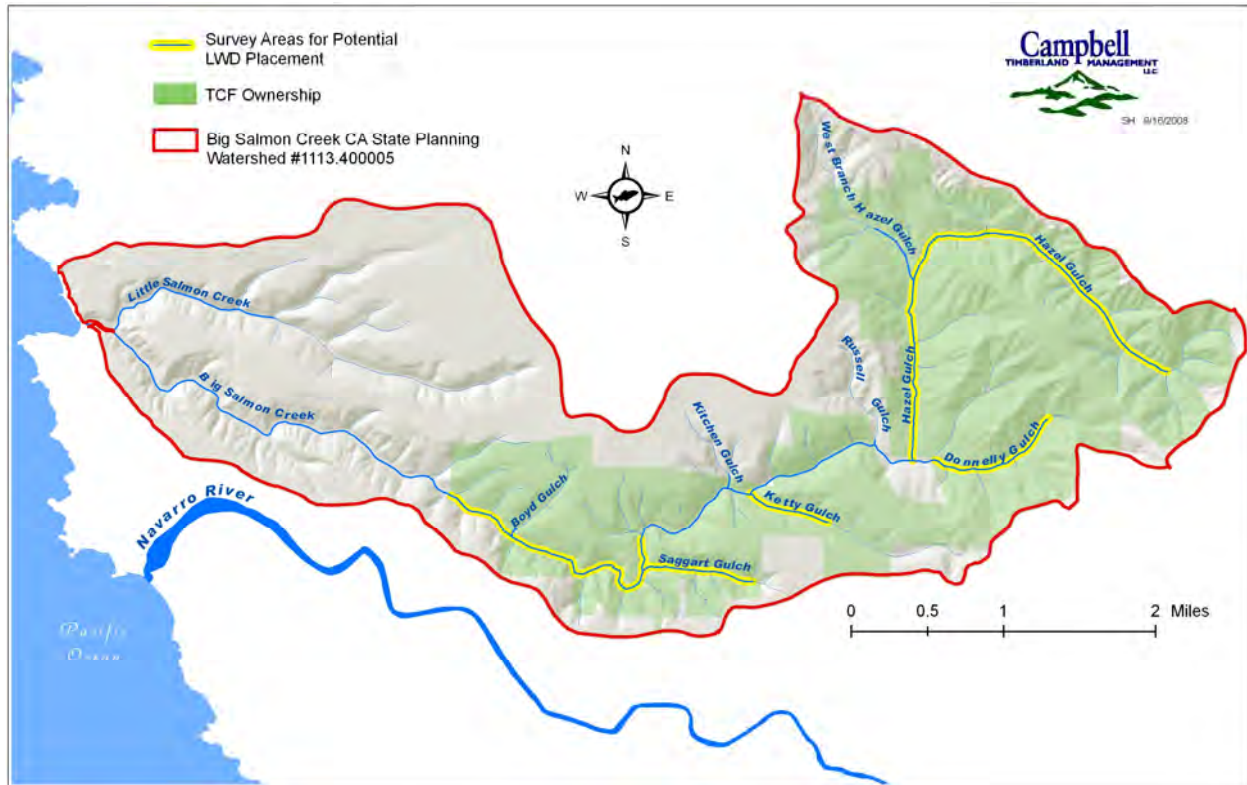 Survey Areas for Potential
LWD Placement
TCF Ownership
Big Salmon Creek CA State Planning
Watershed #1113.400005
Campbell
TIMBERLAND MANAGEMENT
LLC
SH 9/16/2008
N
W E
S
West Branch Hazel Gulch
Hazel Gulch
Little Salmon Creek
Big Salmon Creek
Russell
Gulch
Hazel Gulch
Kitchen Gulch
Donnelly Gulch
Boyd Gulch
Ketty Gulch
Saggart Gulch
Navarro River
Pacific
Ocean
0 0.5 1 2 Miles